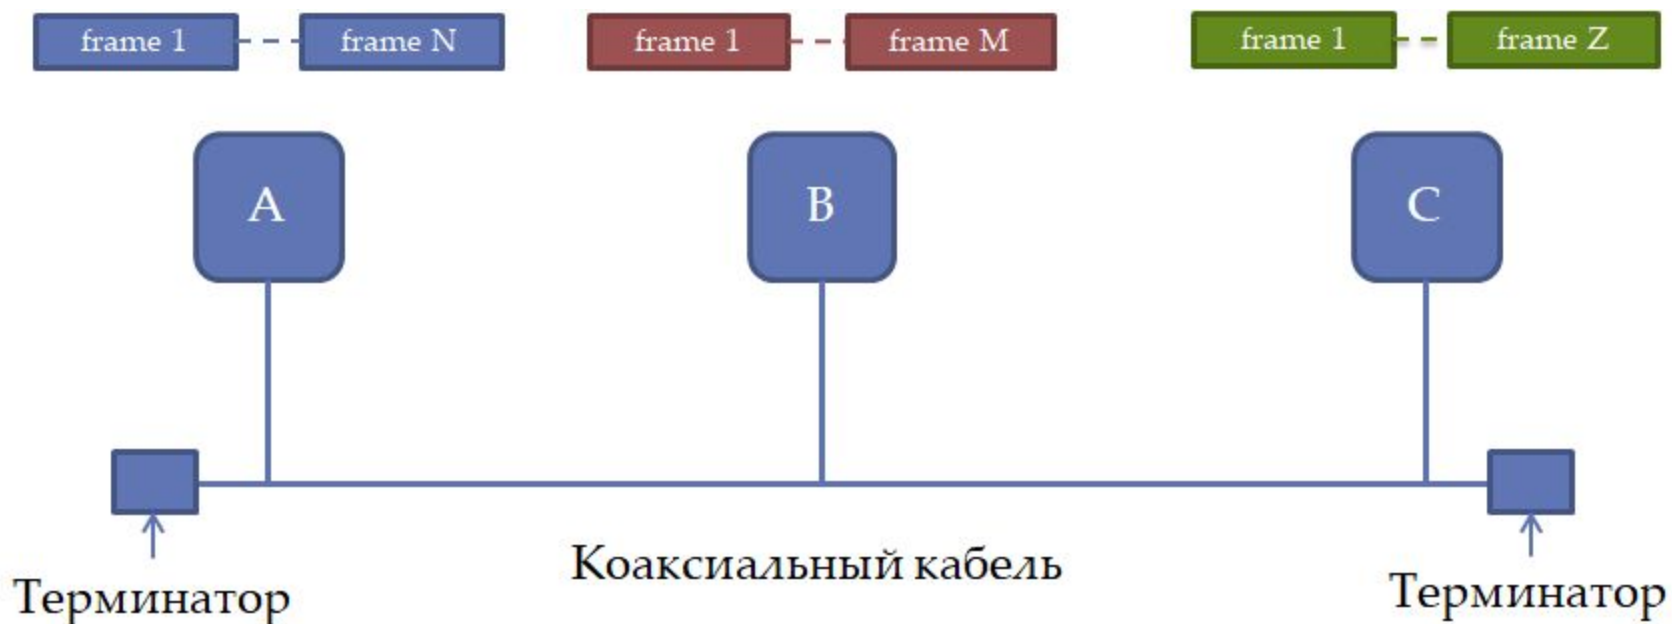 frame 1 frame N frame 1 frame M frame 1 frame Z
A B C
Коаксиальный кабель
Терминатор Терминатор